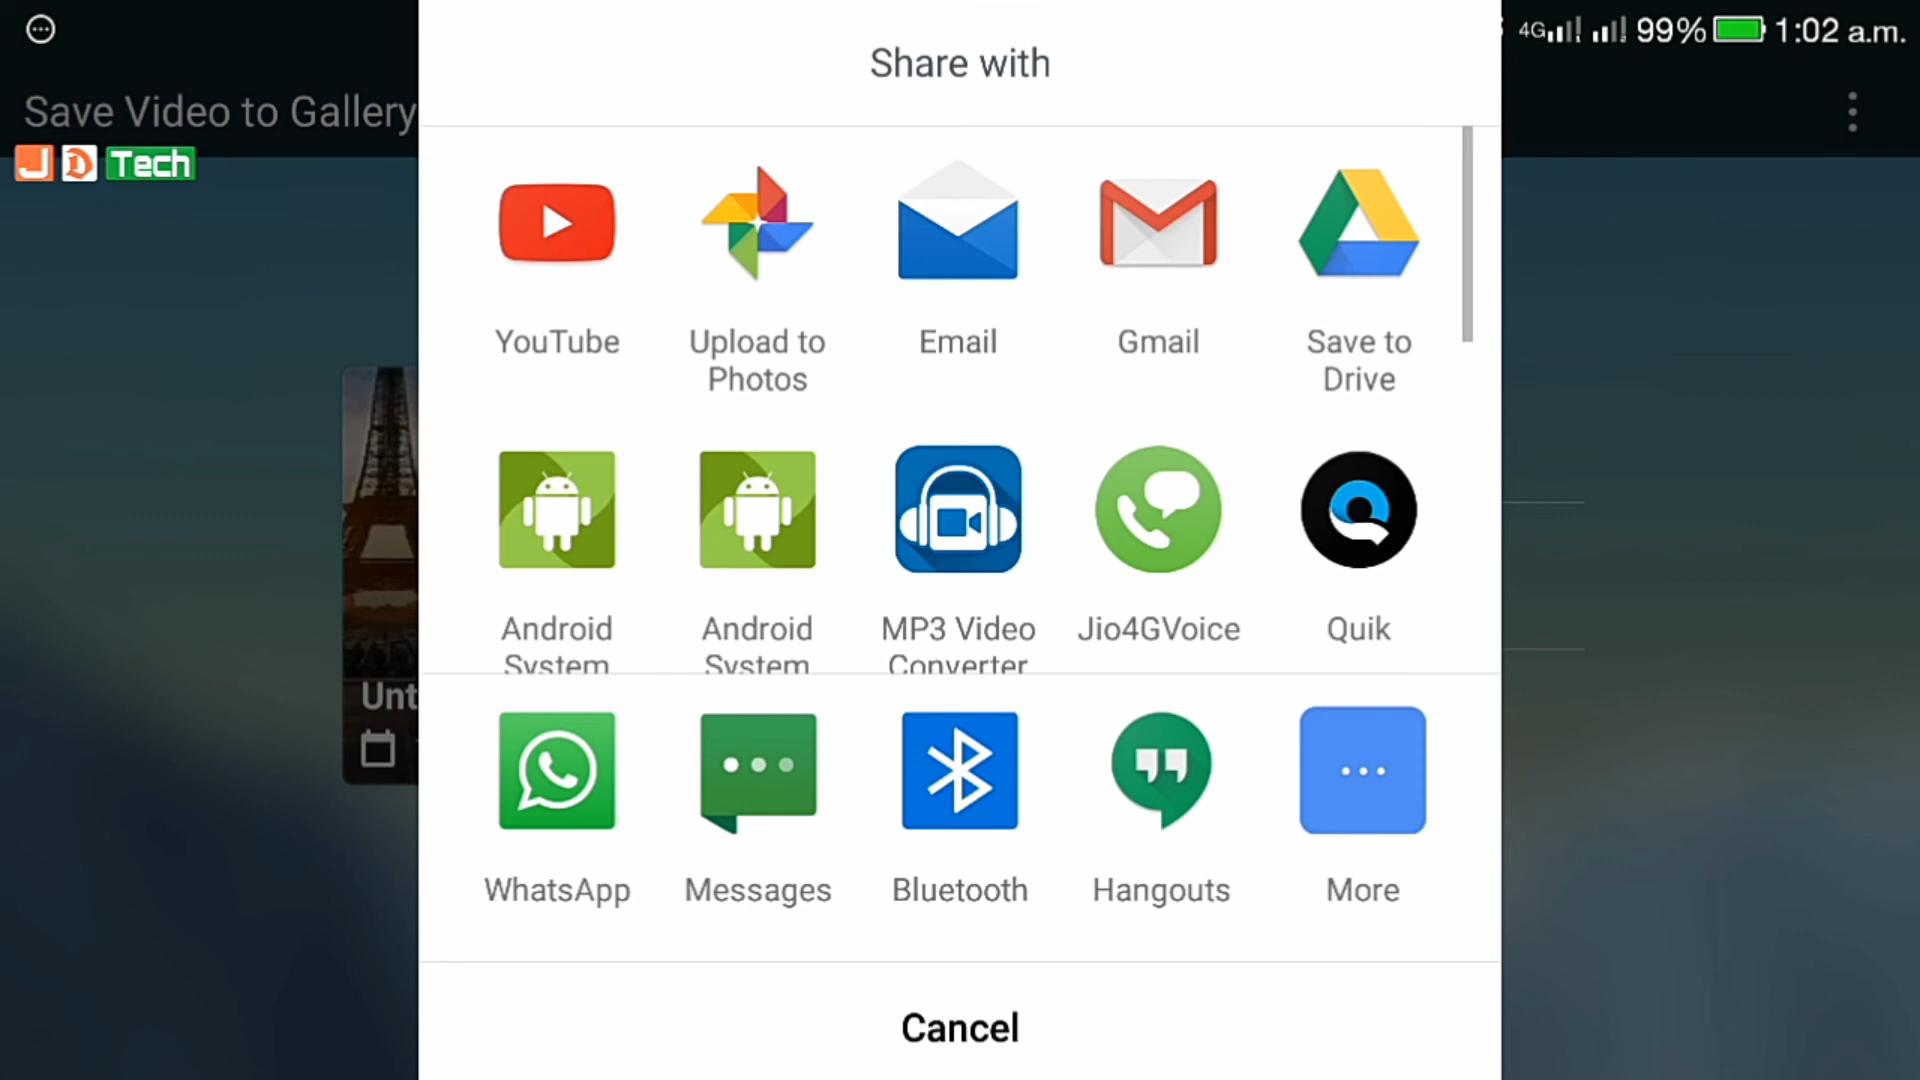 4G 99% 1:02 a.m.
Share with
Save Video to Gallery
J D Tech
YouTube
Upload to
Photos
Email
Gmail
Save to
Drive
Android
System
Android
System
MP3 Video
Converter
Jio4GVoice
Quik
Unt
WhatsApp
Messages
Bluetooth
Hangouts
More
Cancel